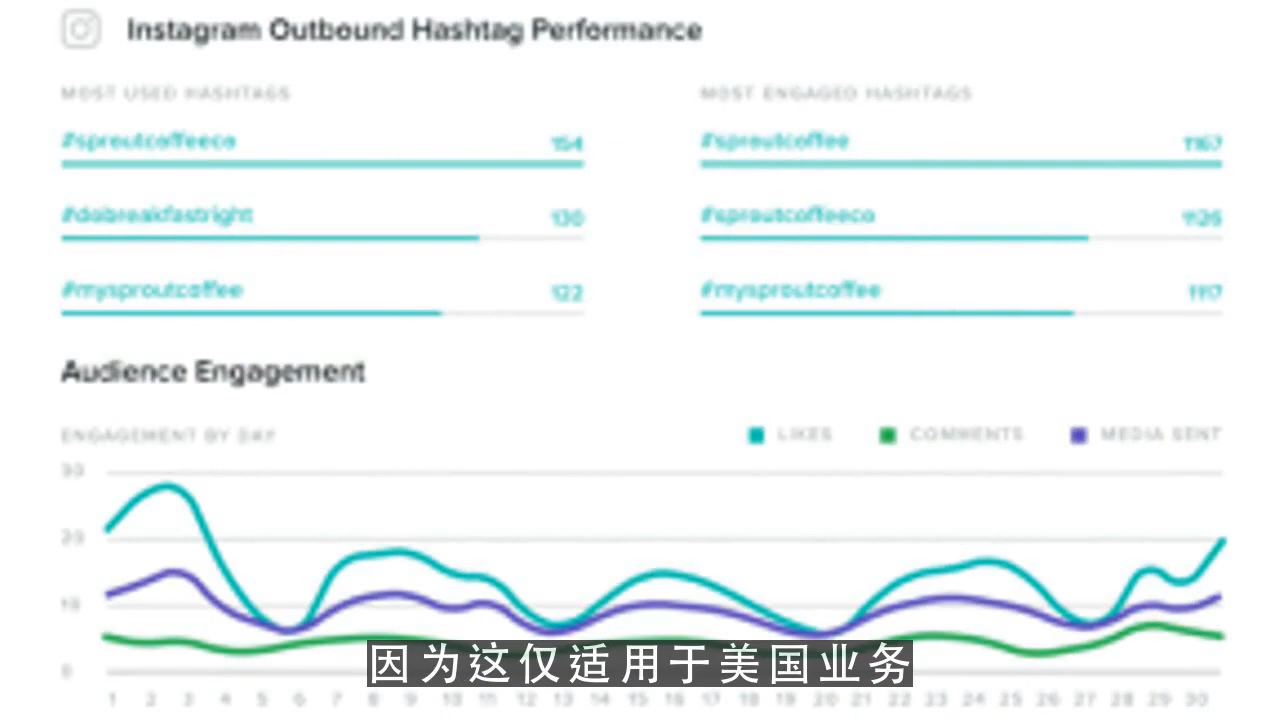 Instagram Outbound Hashtag Performance
MOST USED HASHTAGS
MOST ENGAGED HASHTAGS
#sproutcoffeeco 154
#sproutcoffee 1167
#dobreakfastright 130
#sproutcoffeeco 1126
#mysproutcoffee 122
#mysproutcoffee 1117
Audience Engagement
ENGAGEMENT BY DAY
LIKES COMMENTS MEDIA SENT
30
20
10
0
因为这仅适用于美国业务
1 2 3 4 5 6 7 8 9 10 11 12 13 14 15 16 17 18 19 20 21 22 23 24 25 26 27 28 29 30